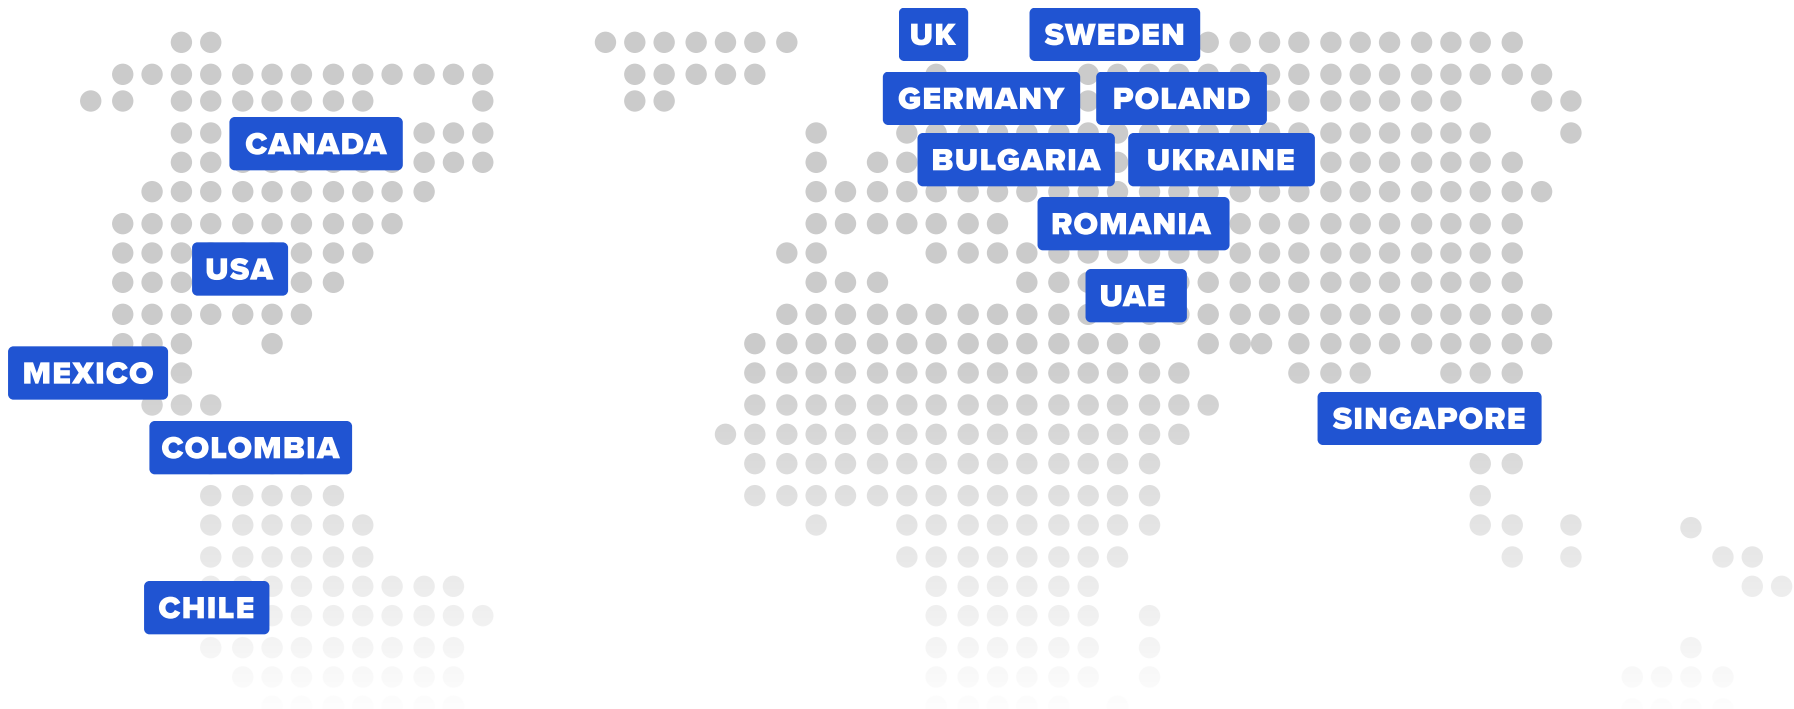 UK
SWEDEN
GERMANY
POLAND
CANADA
BULGARIA
UKRAINE
ROMANIA
USA
UAE
MEXICO
SINGAPORE
COLOMBIA
CHILE